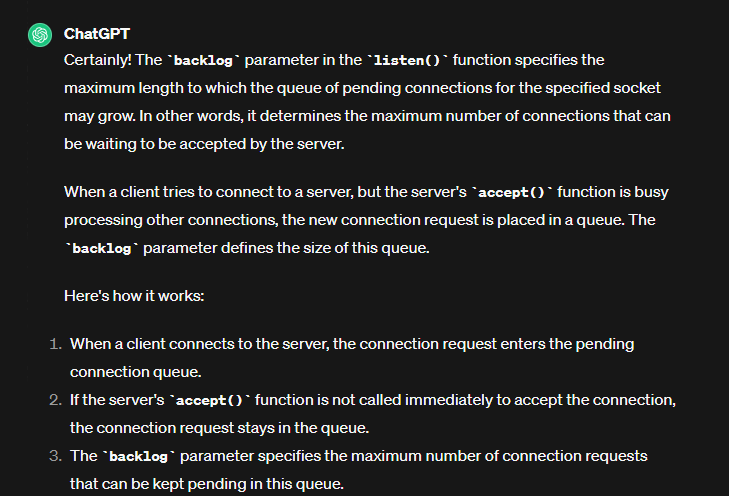 ChatGPT
Certainly! The `backlog` parameter in the `listen()` function specifies the
maximum length to which the queue of pending connections for the specified socket
may grow. In other words, it determines the maximum number of connections that can
be waiting to be accepted by the server.
When a client tries to connect to a server, but the server's `accept()` function is busy
processing other connections, the new connection request is placed in a queue. The
`backlog` parameter defines the size of this queue.
Here's how it works:
1. When a client connects to the server, the connection request enters the pending
connection queue.
2. If the server's `accept()` function is not called immediately to accept the connection,
the connection request stays in the queue.
3. The `backlog` parameter specifies the maximum number of connection requests
that can be kept pending in this queue.